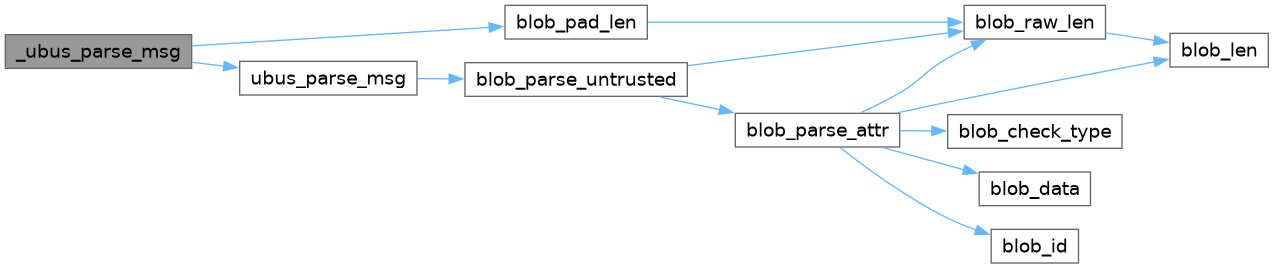 _ubus_parse_msg
blob_pad_len
ubus_parse_msg
blob_parse_untrusted
blob_raw_len
blob_len
blob_parse_attr
blob_check_type
blob_data
blob_id